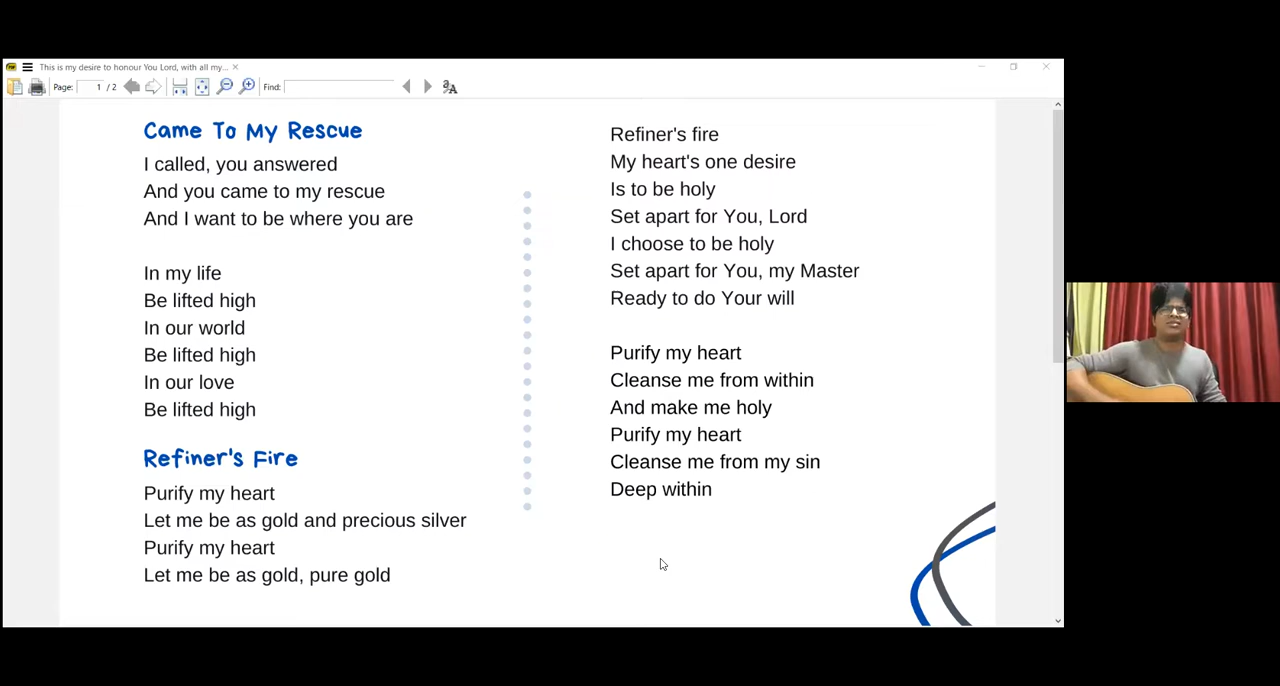 This is my desire to honour You Lord, with all my...
Page: 1 / 2 Find:
Came To My Rescue
I called, you answered
And you came to my rescue
And I want to be where you are
In my life
Be lifted high
In our world
Be lifted high
In our love
Be lifted high
Refiner's Fire
Purify my heart
Let me be as gold and precious silver
Purify my heart
Let me be as gold, pure gold
Refiner's fire
My heart's one desire
Is to be holy
Set apart for You, Lord
I choose to be holy
Set apart for You, my Master
Ready to do Your will
Purify my heart
Cleanse me from within
And make me holy
Purify my heart
Cleanse me from my sin
Deep within